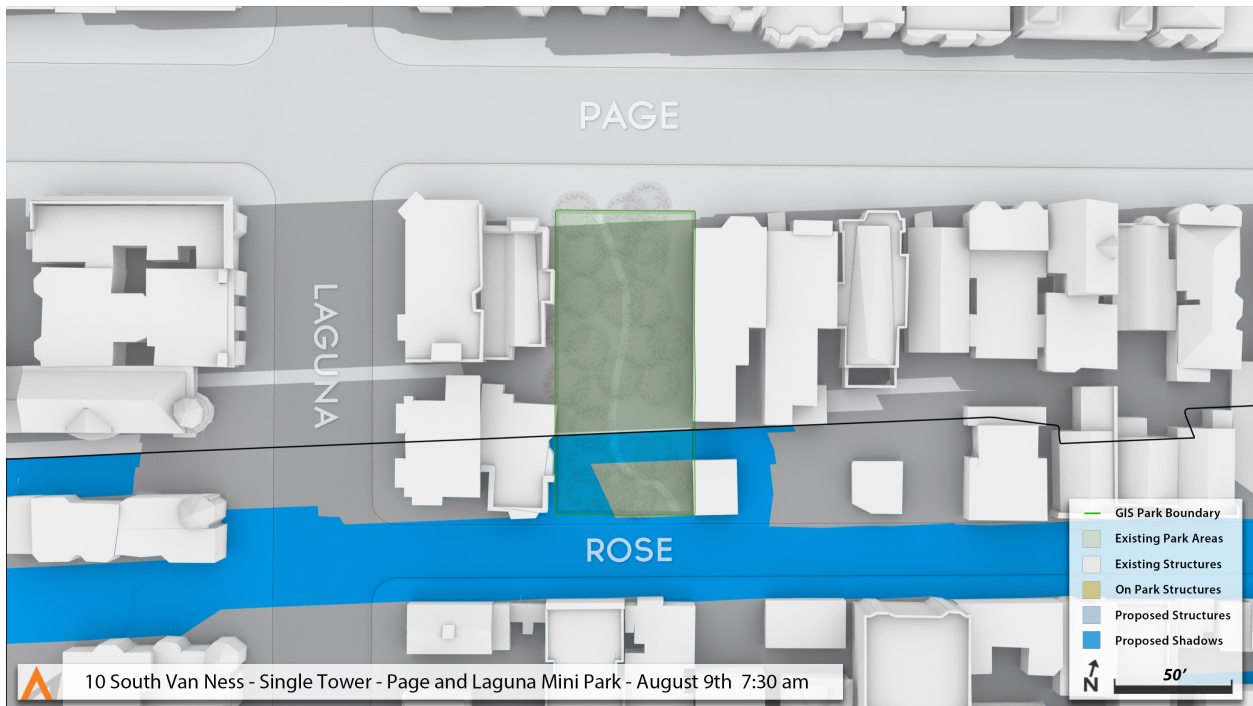 PAGE
LAGUNA
ROSE
GIS Park Boundary
Existing Park Areas
Existing Structures
On Park Structures
Proposed Structures
Proposed Shadows
N
50'
10 South Van Ness - Single Tower - Page and Laguna Mini Park - August 9th 7:30 am